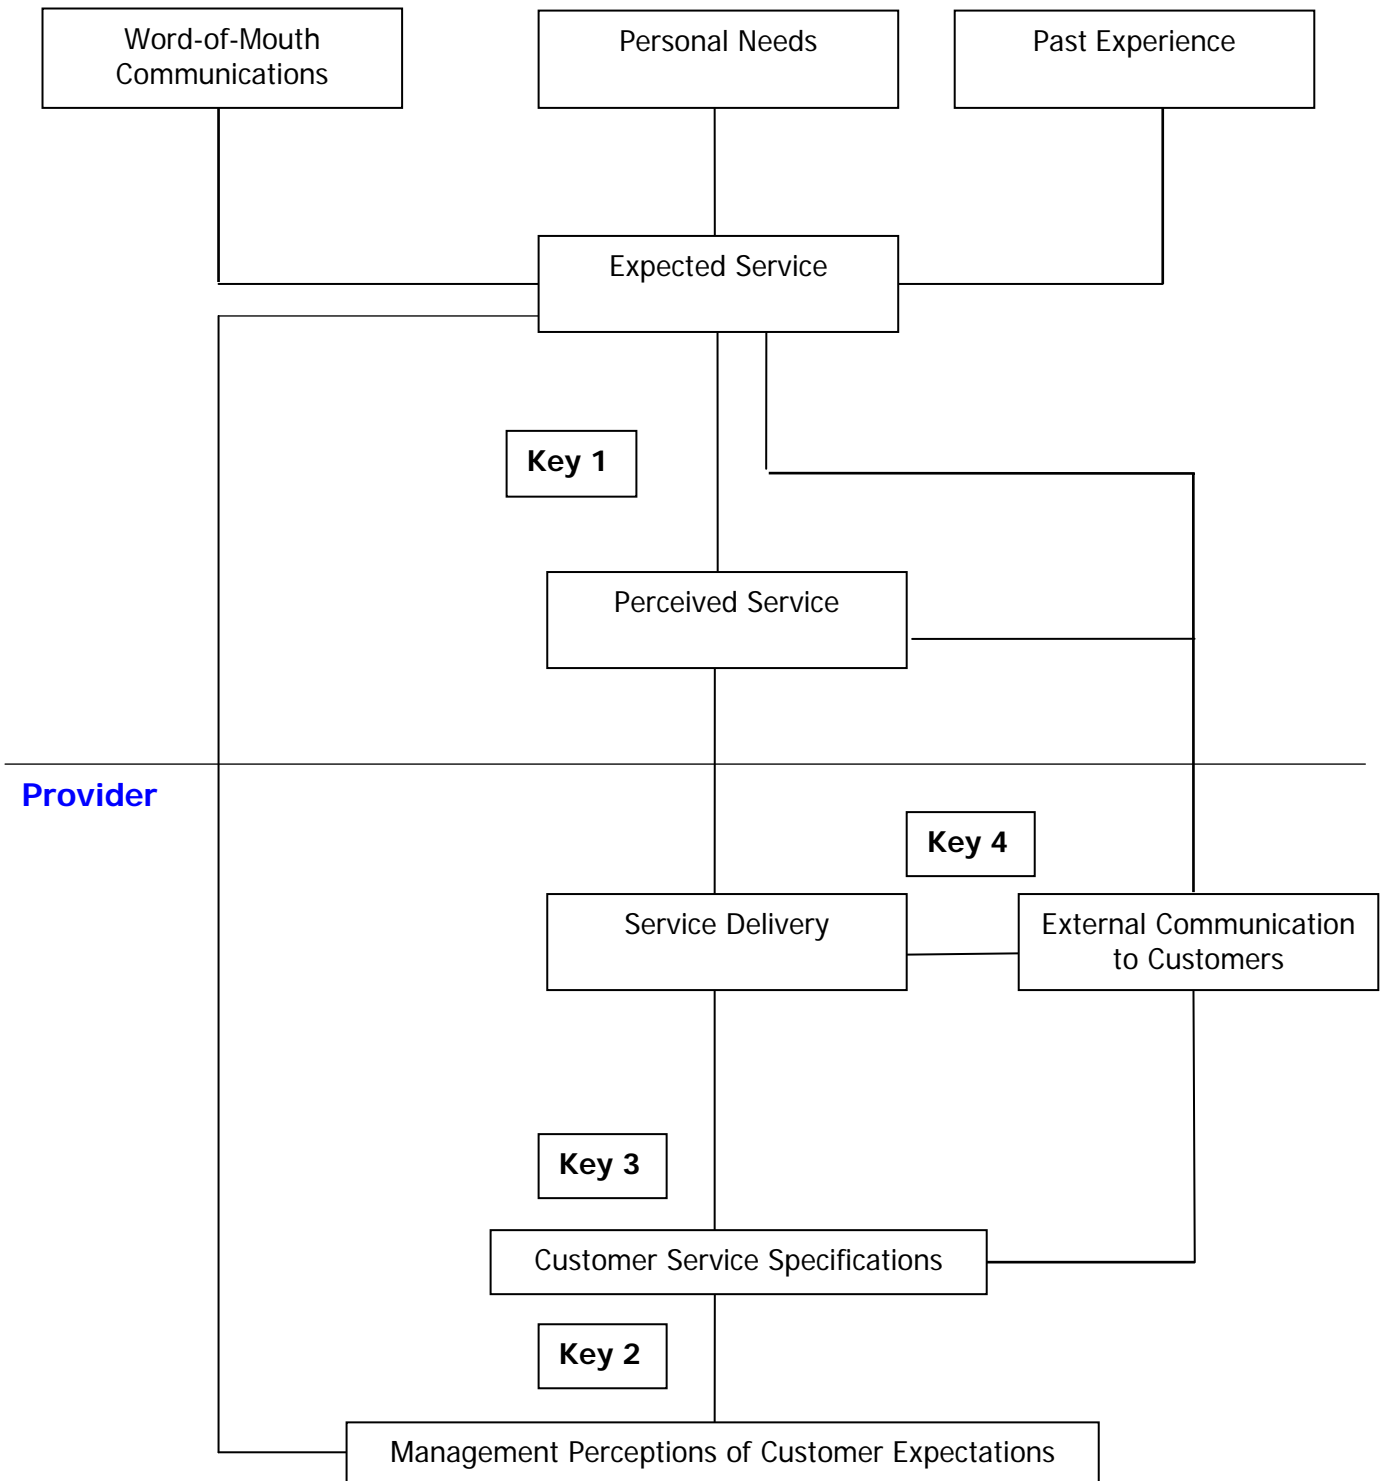 Word-of-Mouth
Communications
Personal Needs
Past Experience
Expected Service
Key 1
Perceived Service
Provider
Key 4
Service Delivery
External Communication
to Customers
Key 3
Customer Service Specifications
Key 2
Management Perceptions of Customer Expectations